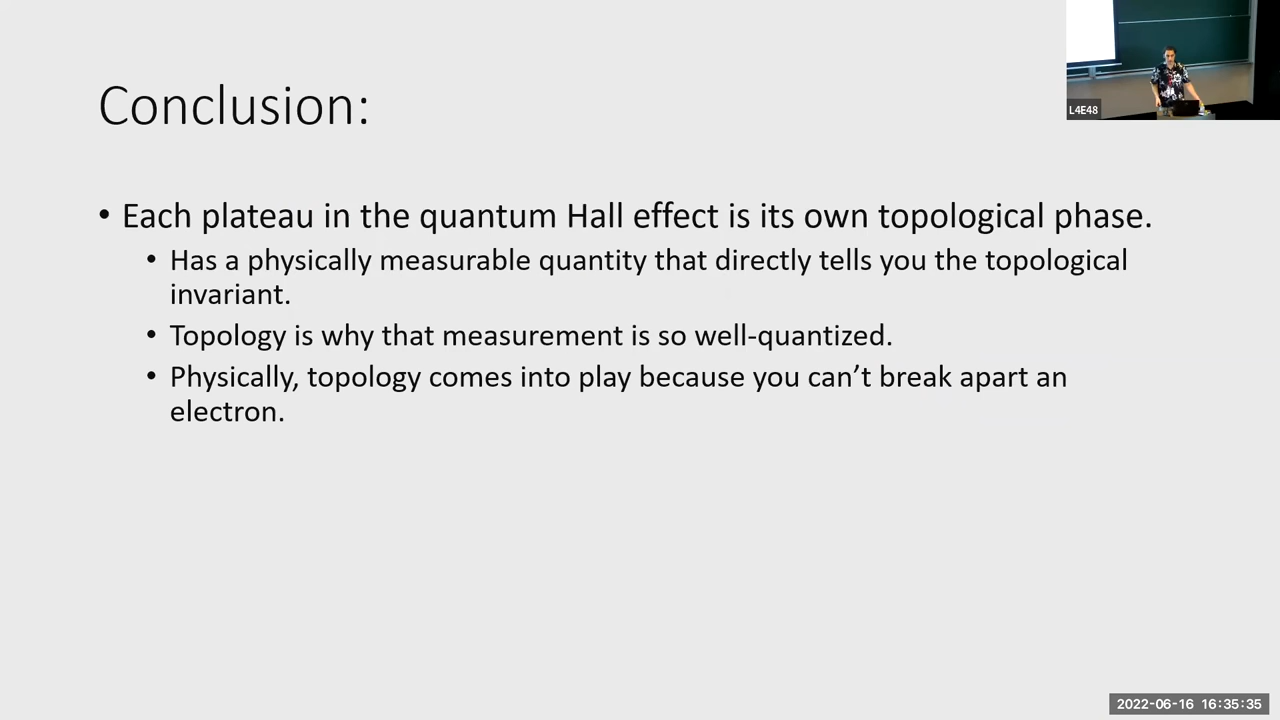 Conclusion:
L4E48
• Each plateau in the quantum Hall effect is its own topological phase.
• Has a physically measurable quantity that directly tells you the topological
invariant.
• Topology is why that measurement is so well-quantized.
• Physically, topology comes into play because you can’t break apart an
electron.
2022-06-16 16:35:35